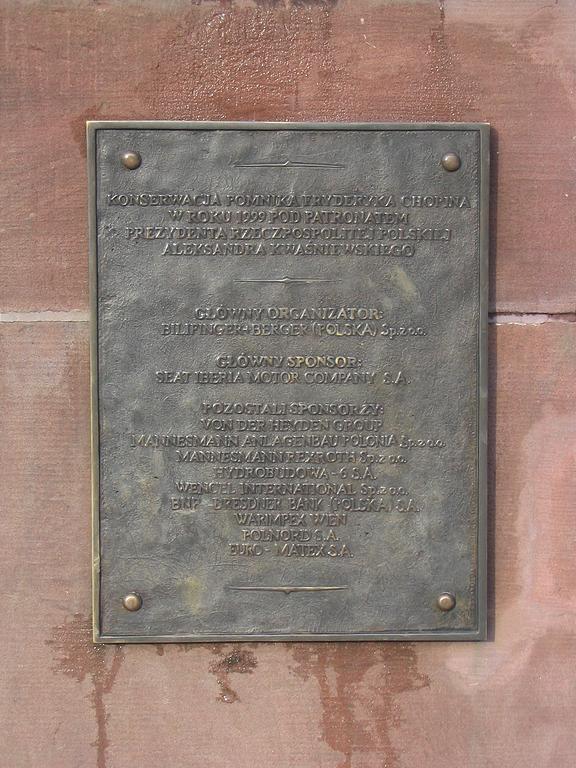 KONSERWACJA POMNIKA FRYDERYKA CHOPINA
W ROKU 1999 POD PATRONATEM
PREZYDENTA RZECZPOSPOLITEJ POLSKIEJ
ALEKSANDRA KWAŚNIEWSKIEGO
GŁÓWNY ORGANIZATOR:
BILIFINGER+BERGER (POLSKA) Sp.z o.o.
GŁÓWNY SPONSOR:
SEAT IBERIA MOTOR COMPANY S.A.
POZOSTALI SPONSORZY:
VON DER HEYDEN GROUP
MANNESMANN ANLAGENBAU POLONIA Sp.z o.o.
MANNESMANN REXROTH Sp.z o.o.
HYDROBUDOWA-6 S.A.
WENCEL INTERNATIONAL Sp.z o.o.
BNP-DRESDNER BANK (POLSKA) S.A.
WARIMPEX WIEN
POLNORD S.A.
EURO-MATEX S.A.